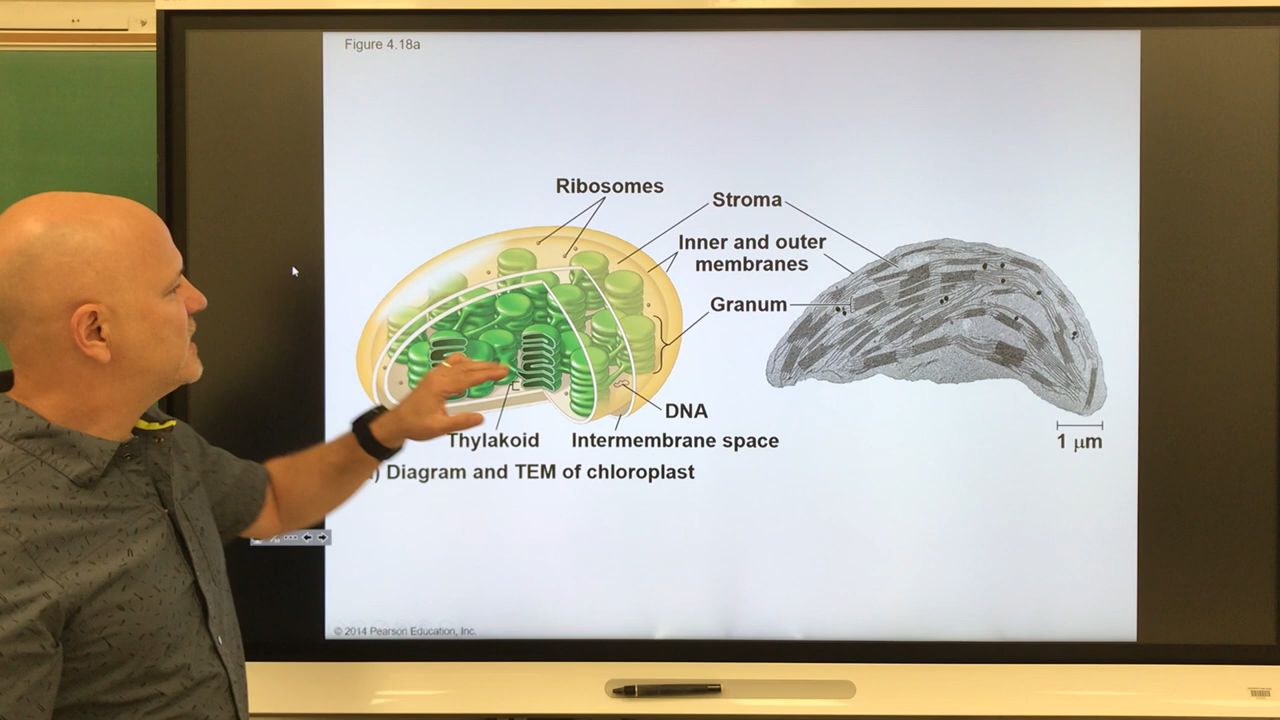 Figure 4.18a
Ribosomes
Stroma
Inner and outer
membranes
Granum
DNA
Thylakoid
Intermembrane space
) Diagram and TEM of chloroplast
1 μm
© 2014 Pearson Education, Inc.